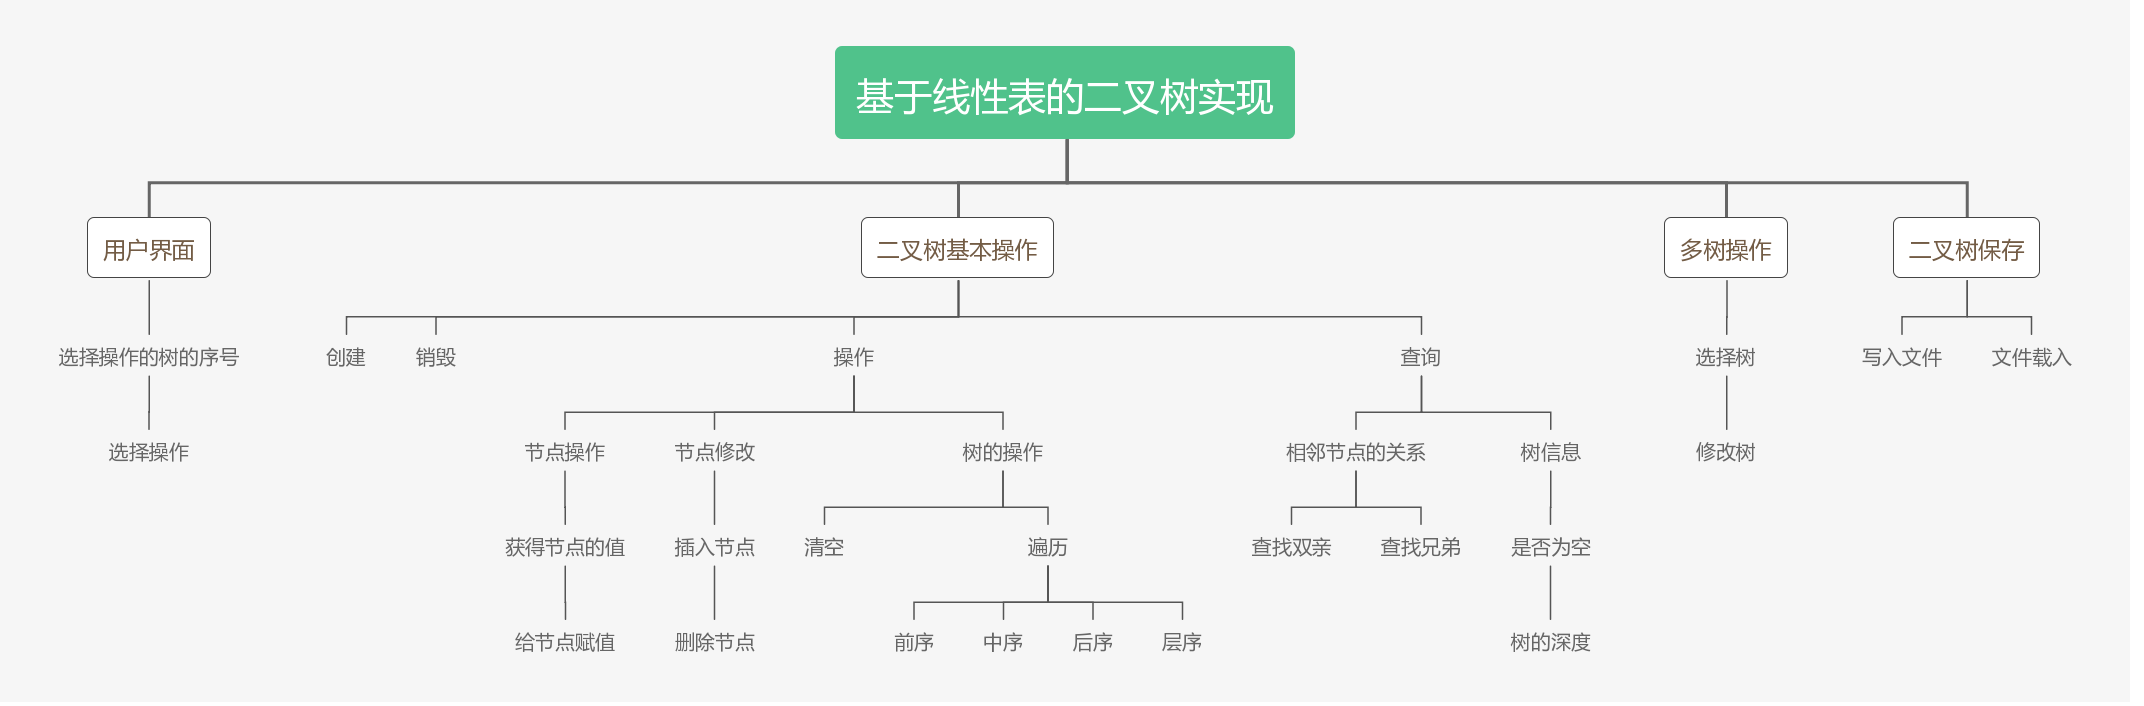 基于线性表的二叉树实现
用户界面
二叉树基本操作
多树操作
二叉树保存
选择操作的树的序号
创建
销毁
操作
查询
选择树
写入文件
文件载入
选择操作
节点操作
节点修改
树的操作
相邻节点的关系
树信息
修改树
获得节点的值
插入节点
清空
遍历
查找双亲
查找兄弟
是否为空
给节点赋值
删除节点
前序
中序
后序
层序
树的深度